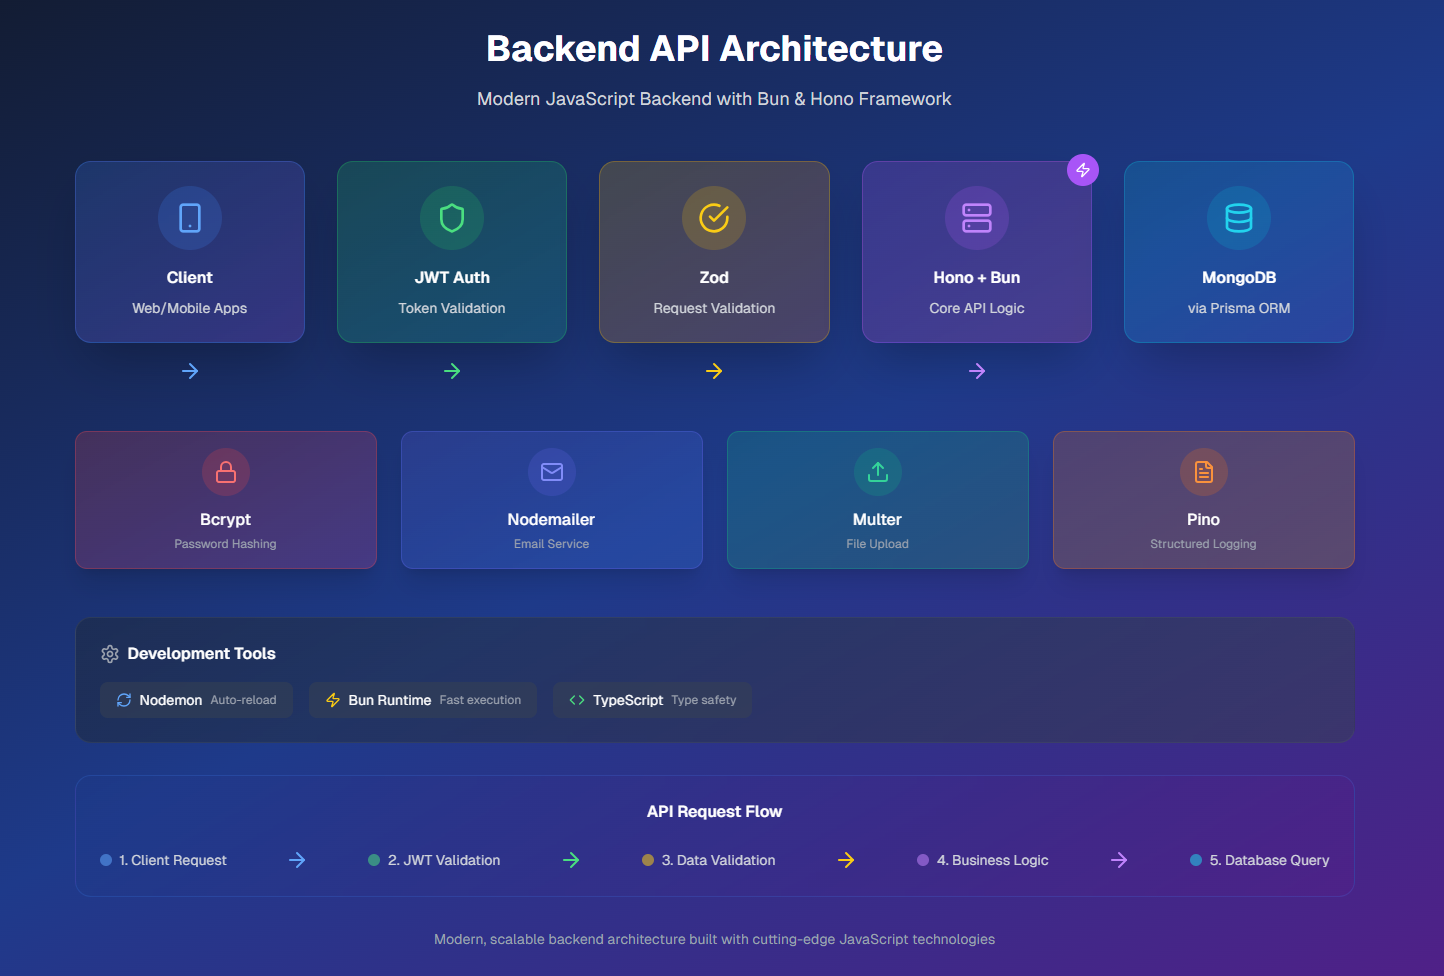 Backend API Architecture
Modern JavaScript Backend with Bun & Hono Framework
Client
Web/Mobile Apps
JWT Auth
Token Validation
Zod
Request Validation
Hono + Bun
Core API Logic
MongoDB
via Prisma ORM
Bcrypt
Password Hashing
Nodemailer
Email Service
Multer
File Upload
Pino
Structured Logging
Development Tools
Nodemon Auto-reload
Bun Runtime Fast execution
TypeScript Type safety
API Request Flow
1. Client Request
2. JWT Validation
3. Data Validation
4. Business Logic
5. Database Query
Modern, scalable backend architecture built with cutting-edge JavaScript technologies